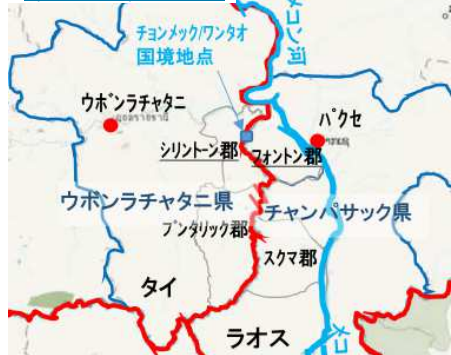 チョンメック/ワンタオ
国境地点
メコン河
ウボンラチャタニ
パクセ
シリントーン郡
フォントン郡
ウボンラチャタニ県
チャンパサック県
ブンタリック郡
スクマ郡
タイ
ラオス
メコ